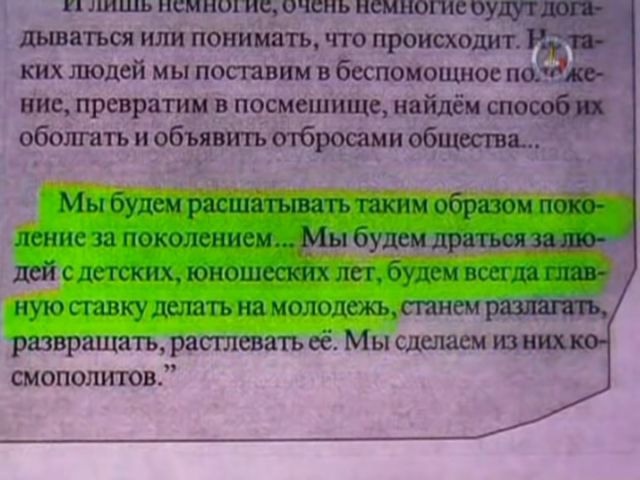 И лишь немногие, очень немногие будут дога-
дываться или понимать, что происходит. Но та-
ких людей мы поставим в беспомощное положе-
ние, превратим в посмешище, найдём способ их
оболгать и объявить отбросами общества...
Мы будем расшатывать таким образом поко-
ление за поколением... Мы будем драться за лю-
дей с детских, юношеских лет, будем всегда глав-
ную ставку делать на молодежь, станем разлагать,
развращать, растлевать её. Мы сделаем из них ко-
смополитов.”